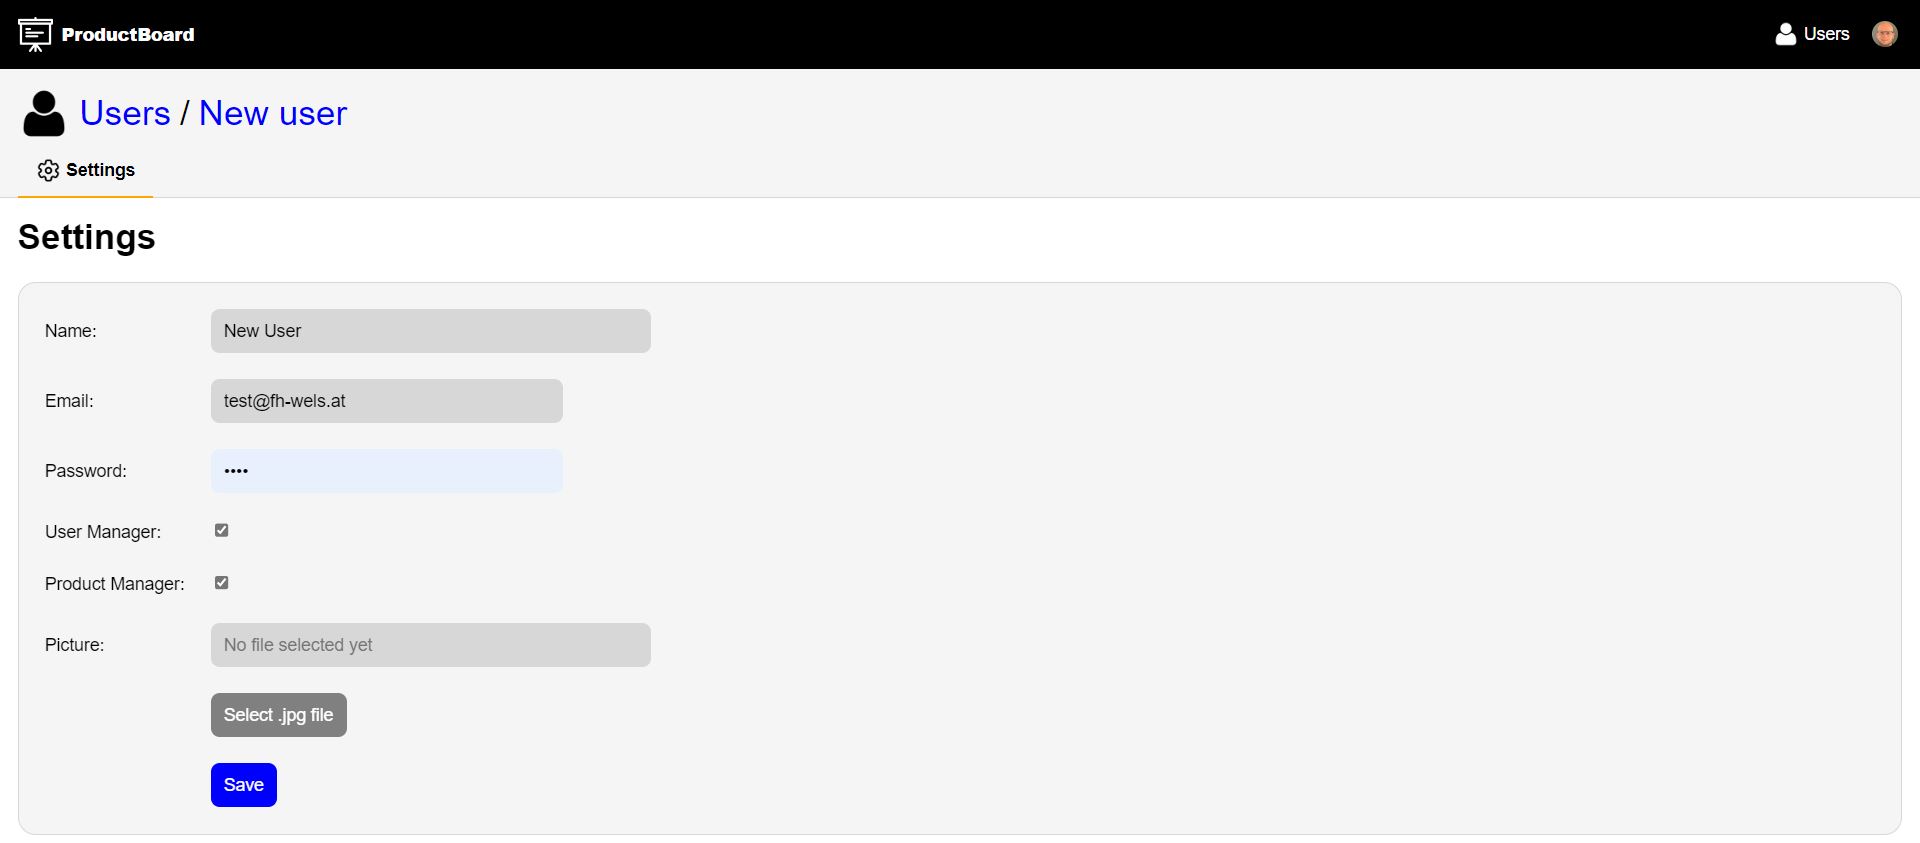 ProductBoard
Users
Users / New user
Settings
Settings
Name: New User
Email: test@fh-wels.at
Password: ••••
User Manager:
Product Manager:
Picture: No file selected yet
Select .jpg file
Save